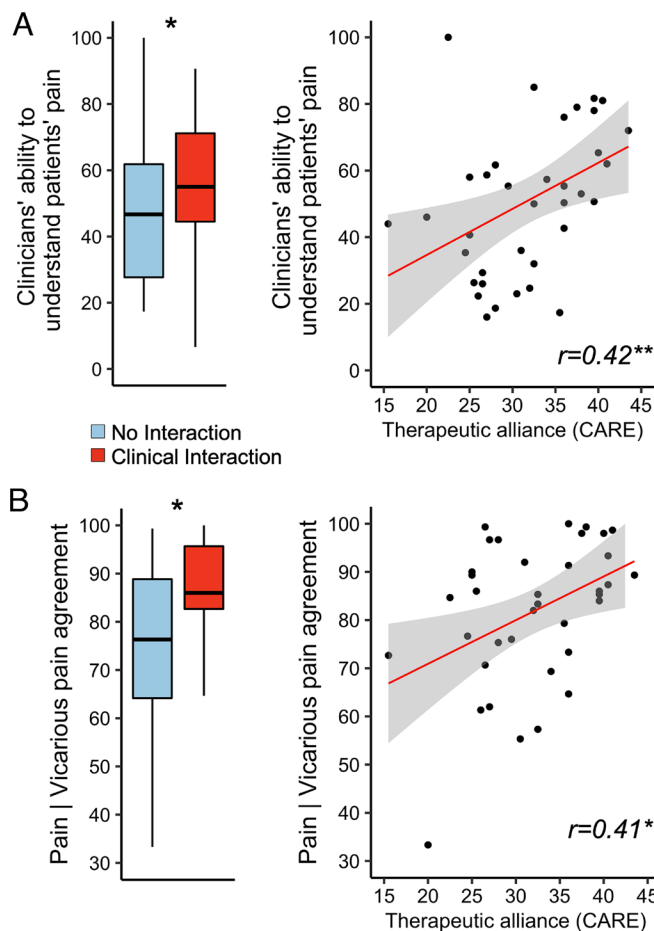 A
*
Clinicians' ability to
understand patients' pain
100
80
60
40
20
0
Clinicians' ability to
understand patients' pain
100
80
60
40
20
0
r=0.42**
15 20 25 30 35 40 45
Therapeutic alliance (CARE)
No Interaction
Clinical Interaction
B
*
Pain | Vicarious pain agreement
100
90
80
70
60
50
40
30
Pain | Vicarious pain agreement
100
90
80
70
60
50
40
30
r=0.41*
15 20 25 30 35 40 45
Therapeutic alliance (CARE)